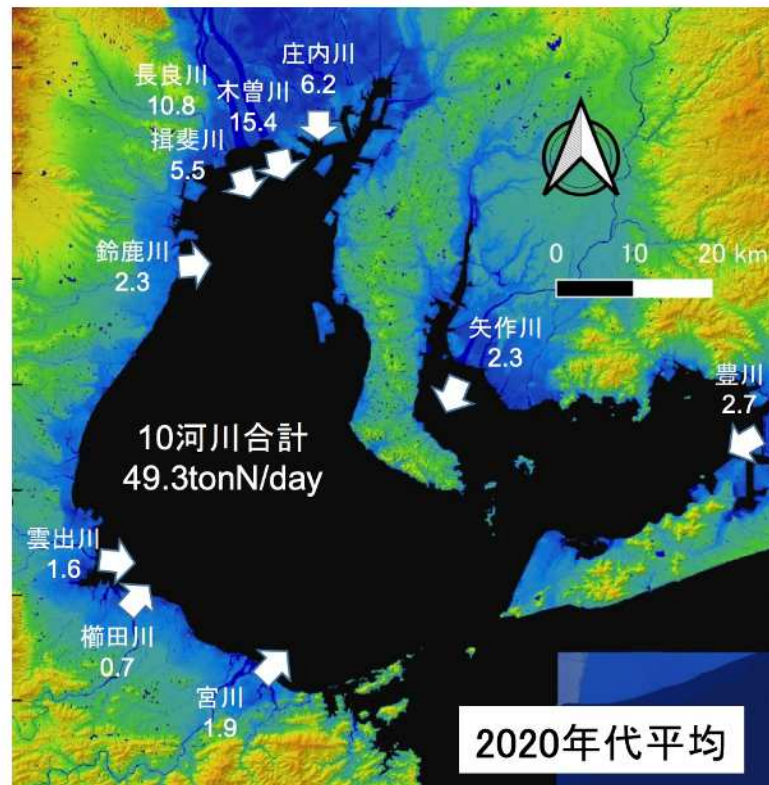 庄内川
6.2
長良川
10.8
木曽川
15.4
揖斐川
5.5
鈴鹿川
2.3
0 10 20 km
矢作川
2.3
豊川
2.7
10河川合計
49.3tonN/day
雲出川
1.6
櫛田川
0.7
宮川
1.9
2020年代平均